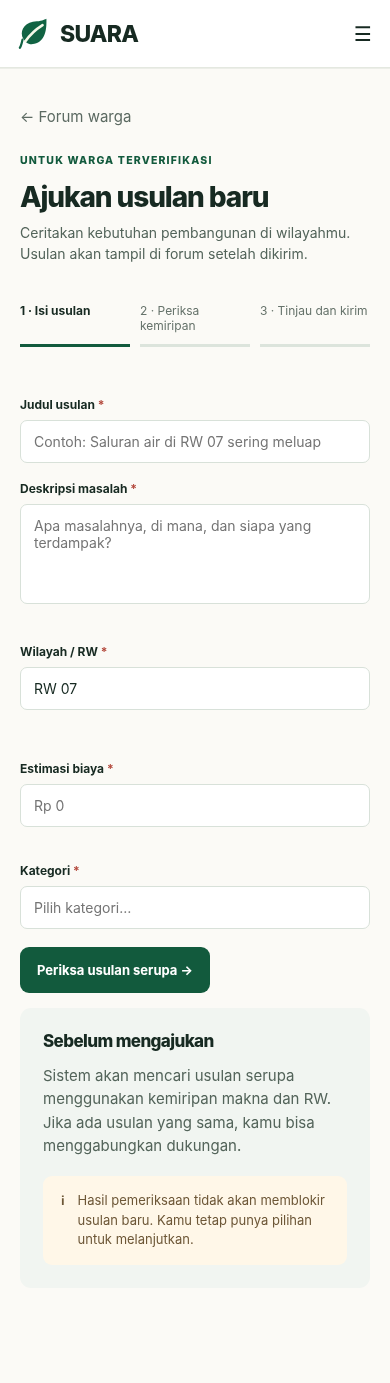 SUARA
☰
← Forum warga
UNTUK WARGA TERVERIFIKASI
Ajukan usulan baru
Ceritakan kebutuhan pembangunan di wilayahmu.
Usulan akan tampil di forum setelah dikirim.
1 · Isi usulan
2 · Periksa
kemiripan
3 · Tinjau dan kirim
Judul usulan *
Contoh: Saluran air di RW 07 sering meluap
Deskripsi masalah *
Apa masalahnya, di mana, dan siapa yang
terdampak?
Wilayah / RW *
RW 07
Estimasi biaya *
Rp 0
Kategori *
Pilih kategori...
Periksa usulan serupa →
Sebelum mengajukan
Sistem akan mencari usulan serupa
menggunakan kemiripan makna dan RW.
Jika ada usulan yang sama, kamu bisa
menggabungkan dukungan.
i Hasil pemeriksaan tidak akan memblokir
usulan baru. Kamu tetap punya pilihan
untuk melanjutkan.